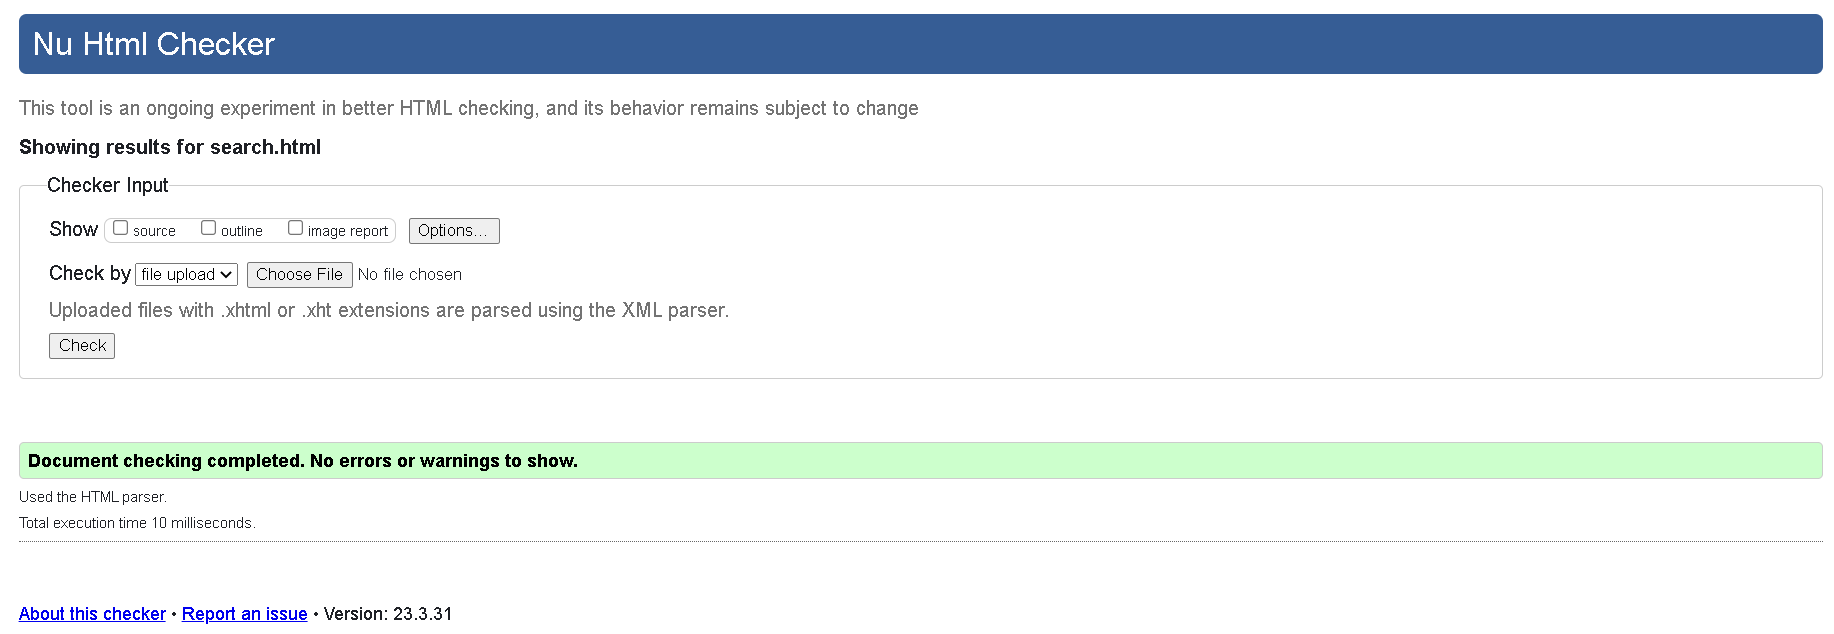 Nu Html Checker
This tool is an ongoing experiment in better HTML checking, and its behavior remains subject to change
Showing results for search.html
Checker Input
Show source outline image report Options...
Check by file upload Choose File No file chosen
Uploaded files with .xhtml or .xht extensions are parsed using the XML parser.
Check
Document checking completed. No errors or warnings to show.
Used the HTML parser.
Total execution time 10 milliseconds.
About this checker • Report an issue • Version: 23.3.31